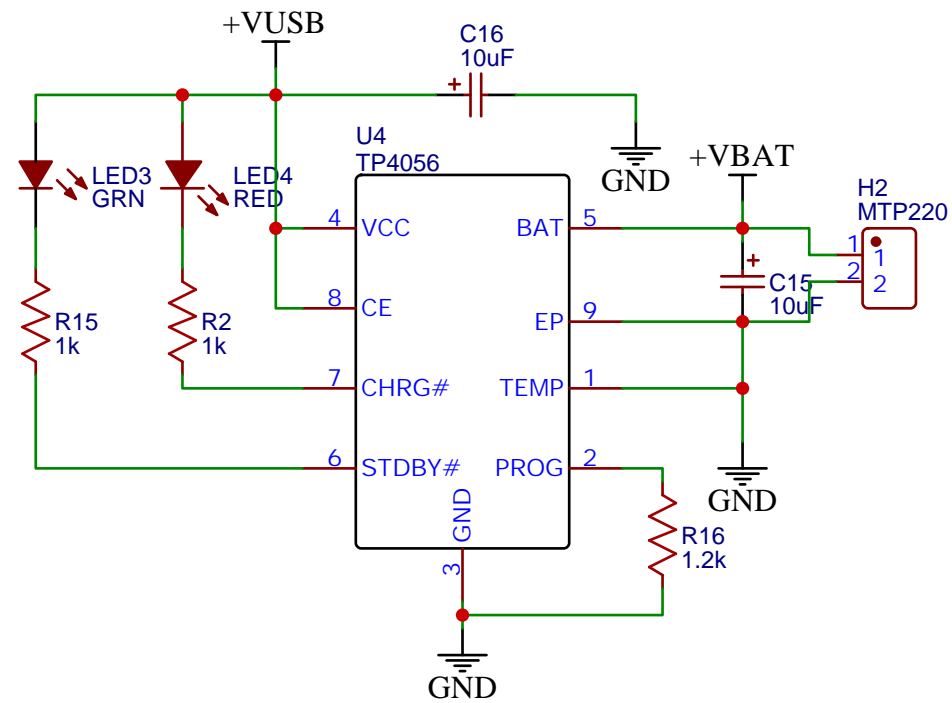 +VUSB
C16
10uF
GND
U4
TP4056
+VBAT
LED3
GRN
LED4
RED
H2
MTP220
4 VCC
BAT 5
1 1
2 2
C15
10uF
8 CE
EP 9
R15
1k
R2
1k
7 CHRG#
TEMP 1
6 STDBY#
PROG 2
GND
GND
3
R16
1.2k
GND